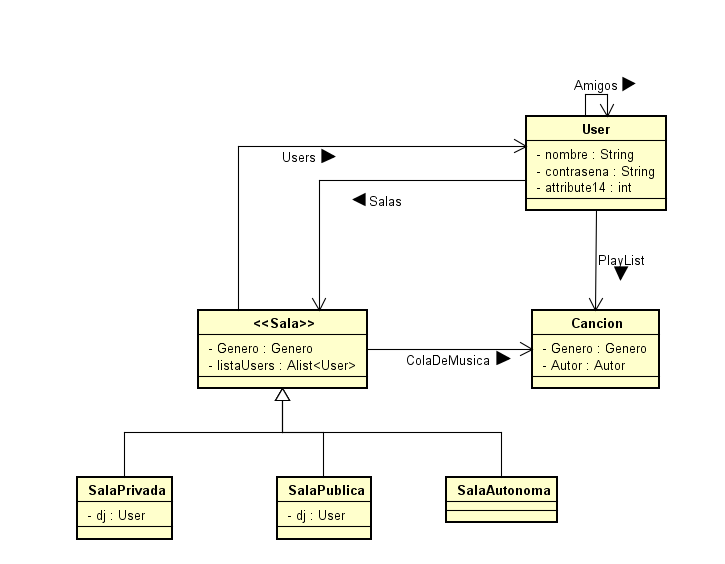 Amigos
User
- nombre : String
- contrasena : String
- attribute14 : int
Users
Salas
PlayList
<<Sala>>
- Genero : Genero
- listaUsers : Alist<User>
Cancion
- Genero : Genero
- Autor : Autor
ColaDeMusica
SalaPrivada
- dj : User
SalaPublica
- dj : User
SalaAutonoma